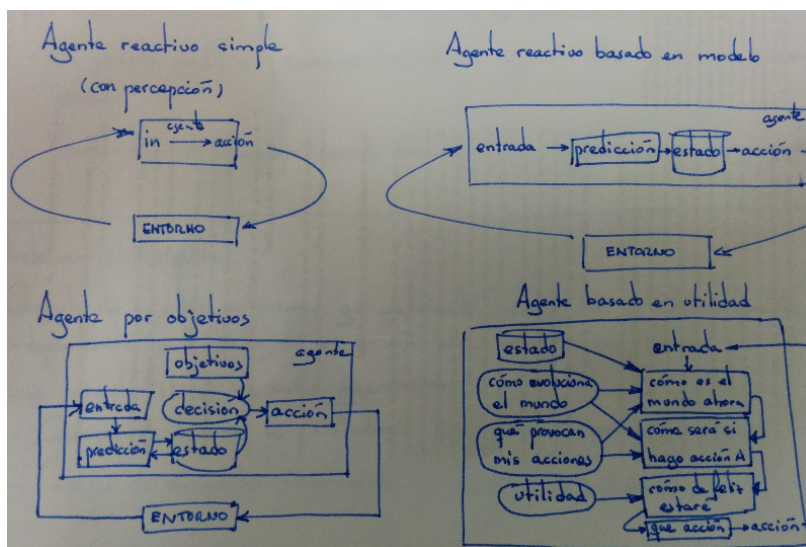 Agente reactivo simple
(con percepción)
agente
in → acción
ENTORNO
Agente reactivo basado en modelo
agente
entrada → predicción → estado → acción
ENTORNO
Agente por objetivos
agente
objetivos
entrada
decisión → acción
predicción
estado
ENTORNO
Agente basado en utilidad
estado
entrada
cómo evoluciona
el mundo
cómo es el
mundo ahora
qué provocan
mis acciones
cómo será si
hago acción A
utilidad
cómo de feliz
estaré
que acción → acción